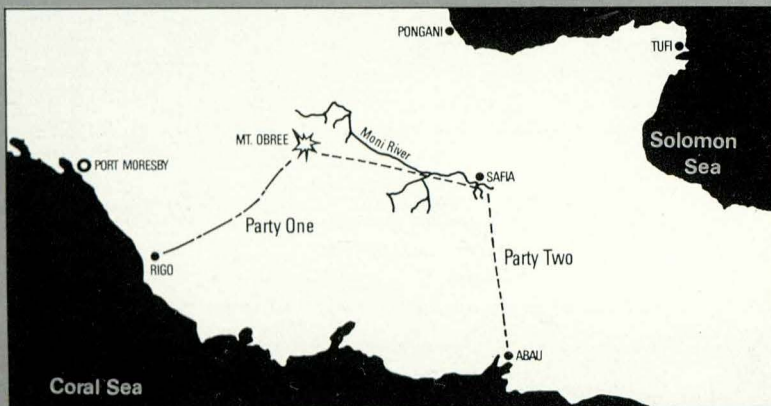 PONGANI
TUFI
MT. OBREE
Moni River
Solomon
Sea
PORT MORESBY
SAFIA
Party One
Party Two
RIGO
ABAU
Coral Sea